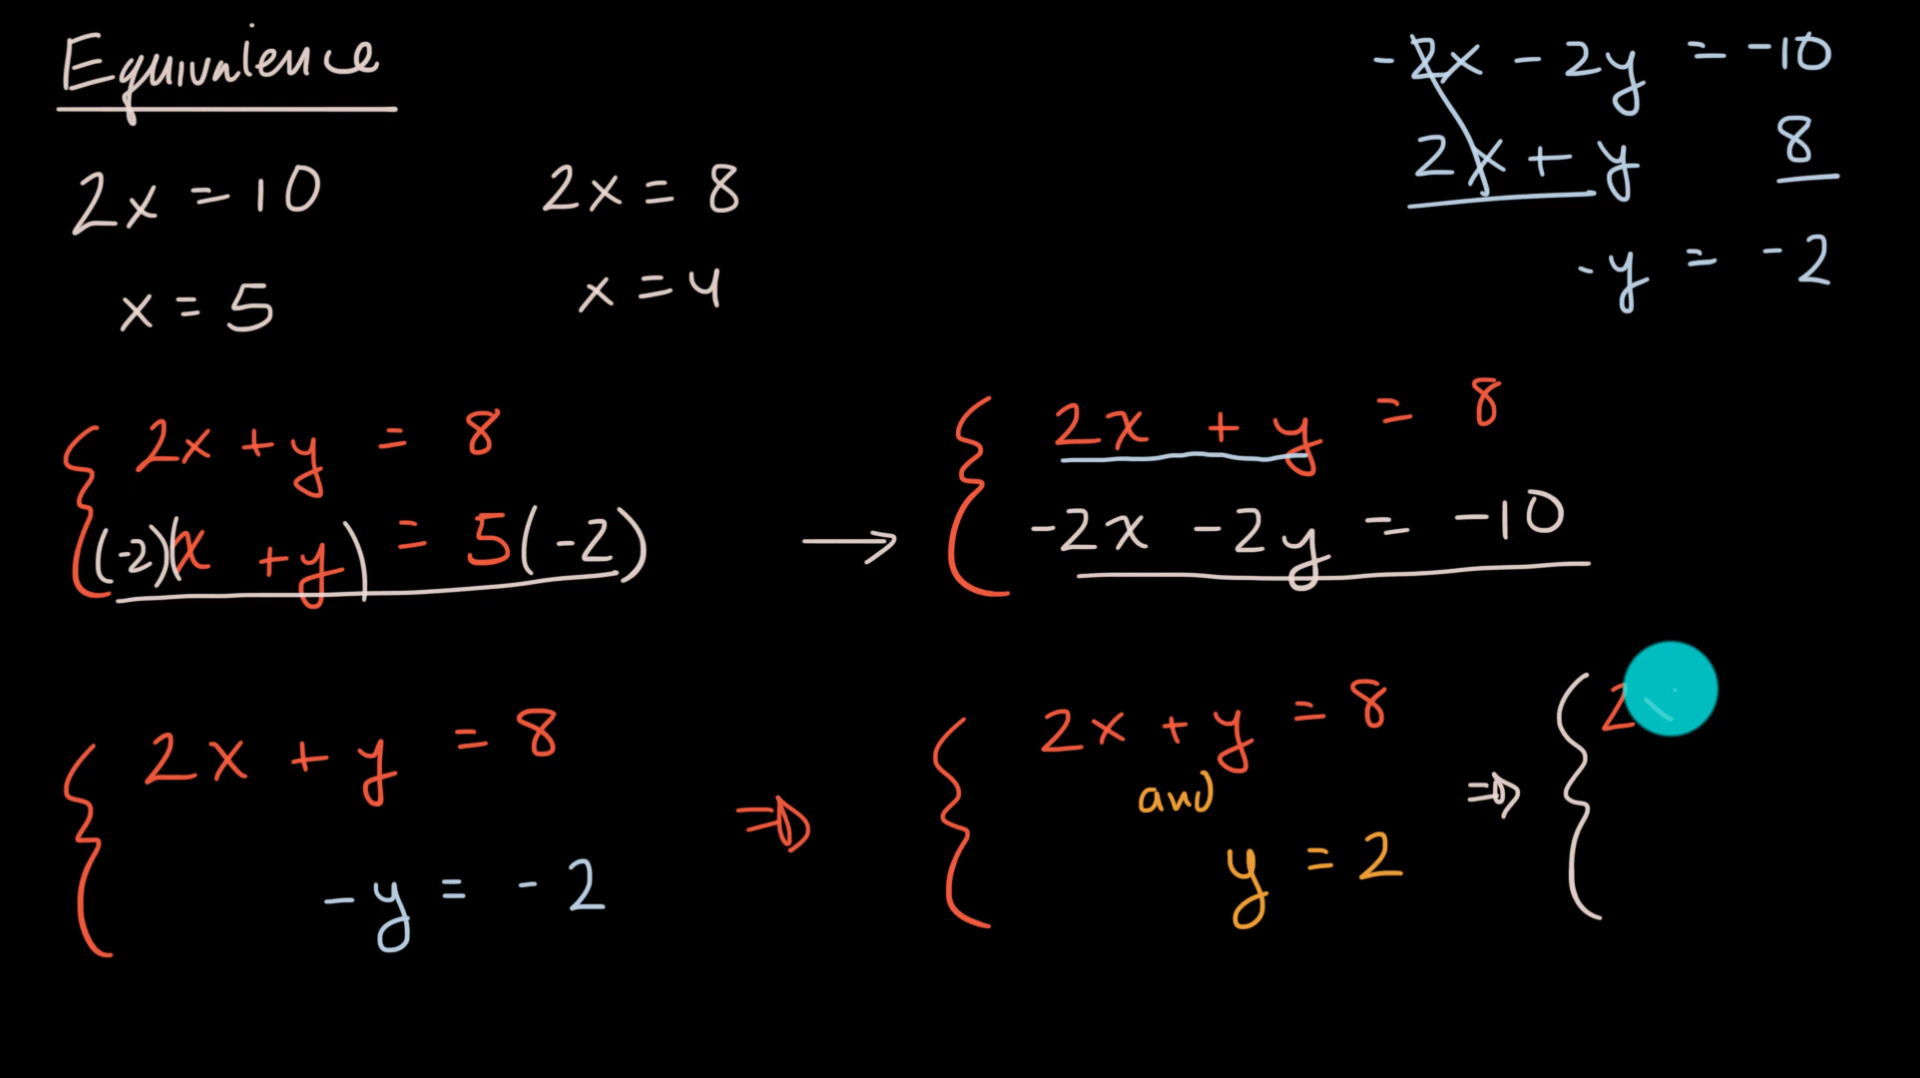 Equivalence
2x = 10
x = 5
2x = 8
x = 4
-2x - 2y = -10
2x + y 8
-y = -2
2x + y = 8
(-2)(x + y) = 5(-2)
→
2x + y = 8
-2x - 2y = -10
2x + y = 8
-y = -2
⇒
2x + y = 8
and
y = 2
⇒
2